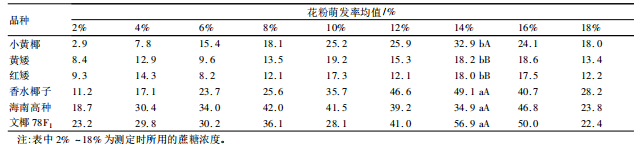 品种 花粉萌发率均值/%
2% 4% 6% 8% 10% 12% 14% 16% 18%
小黄椰 2.9 7.8 15.4 18.1 25.2 25.9 32.9 bA 24.1 18.0
黄矮 8.4 12.9 9.6 13.5 19.2 15.3 18.2 bB 18.6 13.4
红矮 9.3 14.3 8.2 12.1 17.3 12.1 18.0 bB 17.5 12.2
香水椰子 11.2 17.1 23.7 25.6 35.7 46.6 49.1 aA 40.7 28.2
海南高种 18.7 30.4 34.0 42.0 41.5 39.2 34.9 aA 46.8 23.8
文椰 78F₁ 23.2 29.8 30.2 36.1 28.1 41.0 56.9 aA 50.0 22.4
注:表中 2% ~18% 为测定时所用的蔗糖浓度。